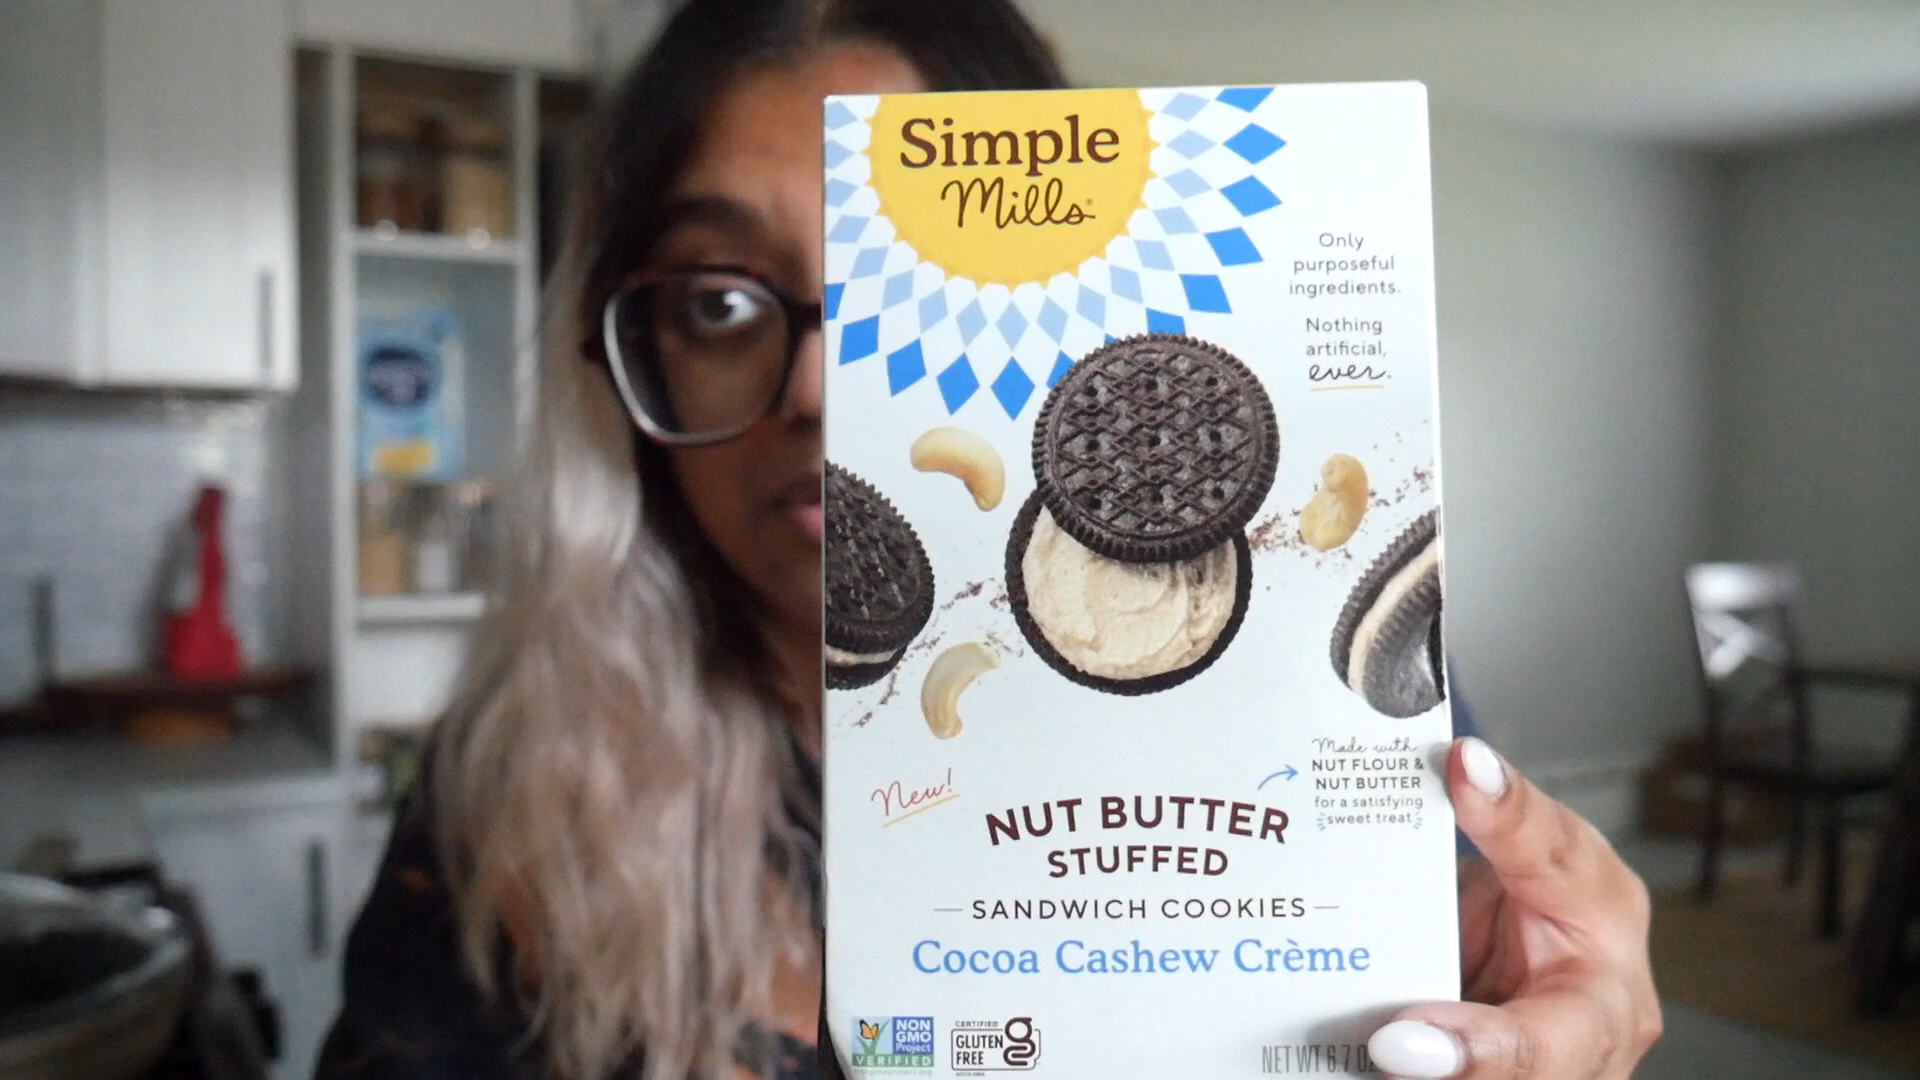 Simple
Mills
Only
purposeful
ingredients.
Nothing
artificial,
ever.
New!
Made with
NUT FLOUR &
NUT BUTTER
for a satisfying
sweet treat
NUT BUTTER
STUFFED
SANDWICH COOKIES
Cocoa Cashew Crème
NON
GMO
Project
VERIFIED
CERTIFIED
GLUTEN
FREE
NET WT 6.7